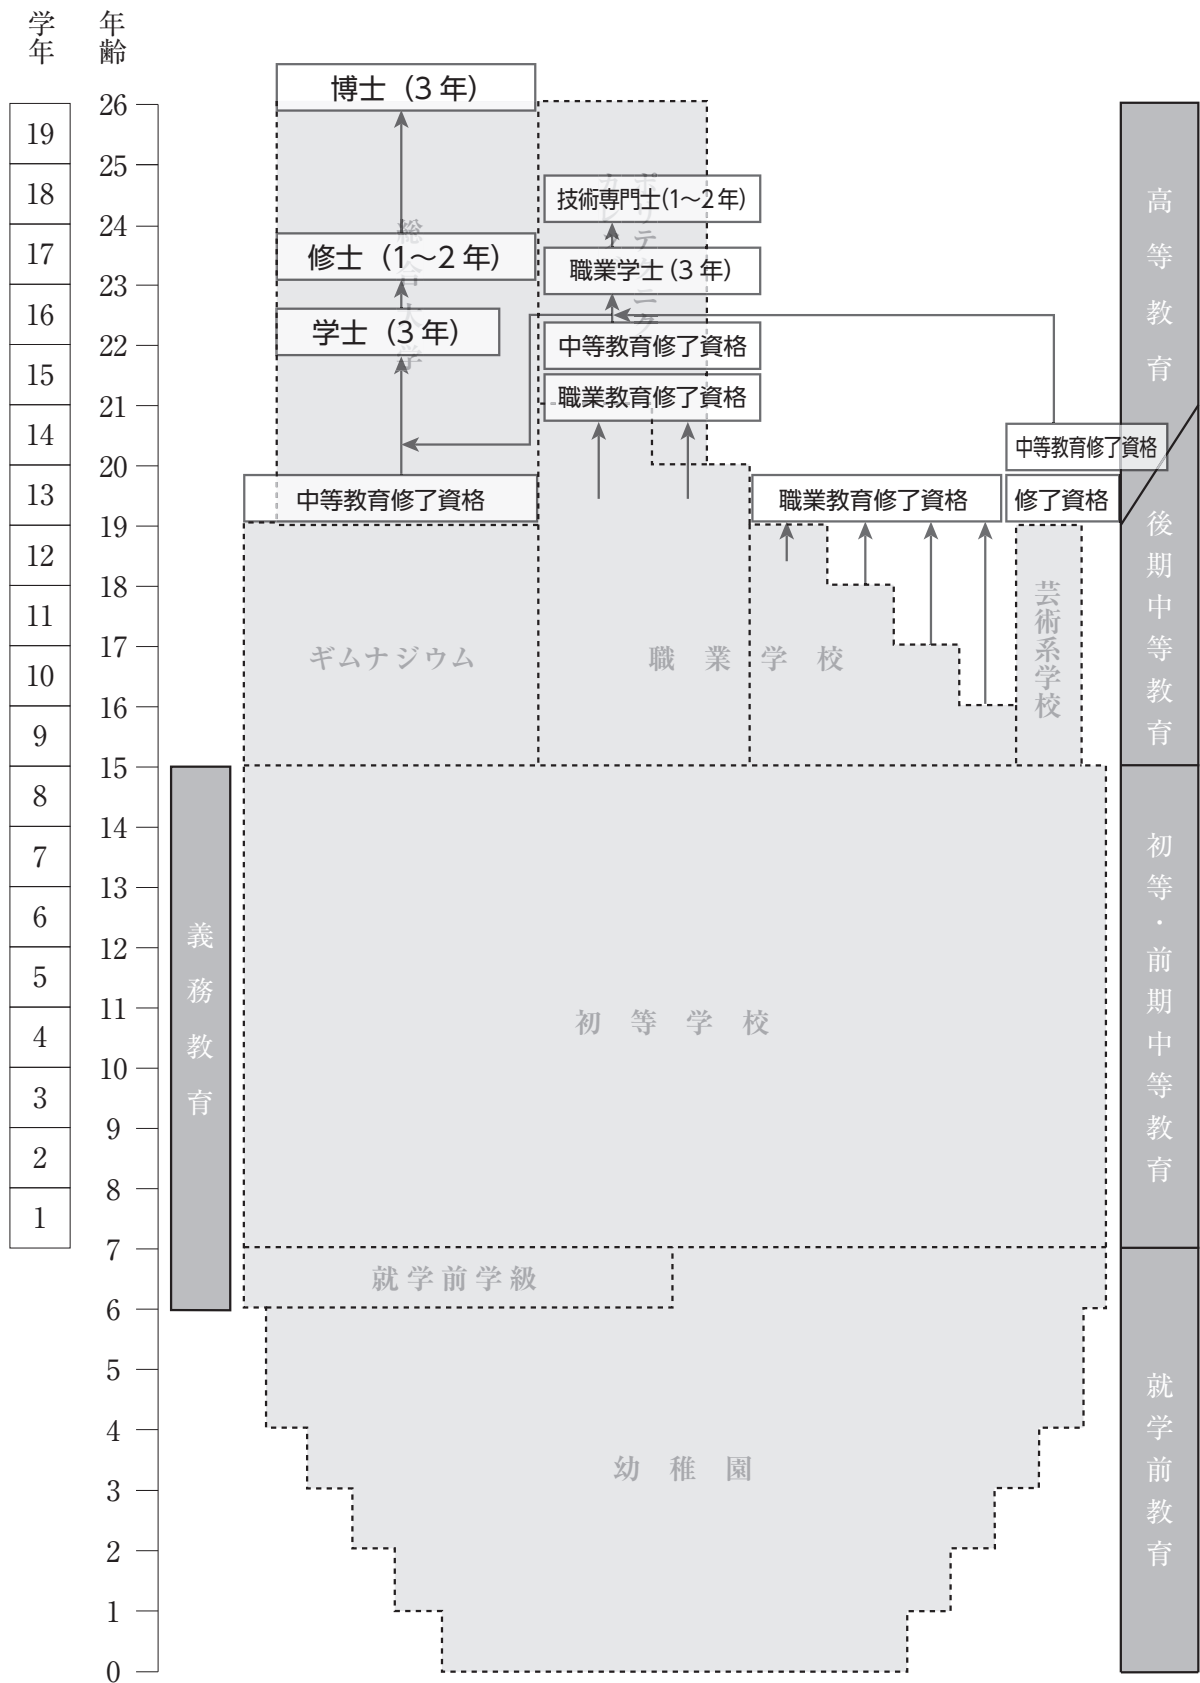 学年
年齢
26
25
24
23
22
21
20
19
18
17
16
15
14
13
12
11
10
9
8
7
6
5
4
3
2
1
0
19
18
17
16
15
14
13
12
11
10
9
8
7
6
5
4
3
2
1
義務教育
博士（3年）
修士（1～2年）
学士（3年）
総合大学
中等教育修了資格
技術専門士(1～2年)
職業学士（3年）
中等教育修了資格
職業教育修了資格
職業教育修了資格
中等教育修了資格
修了資格
ギムナジウム
職業学校
芸術系学校
初等学校
就学前学級
幼稚園
高等教育
後期中等教育
初等・前期中等教育
就学前教育